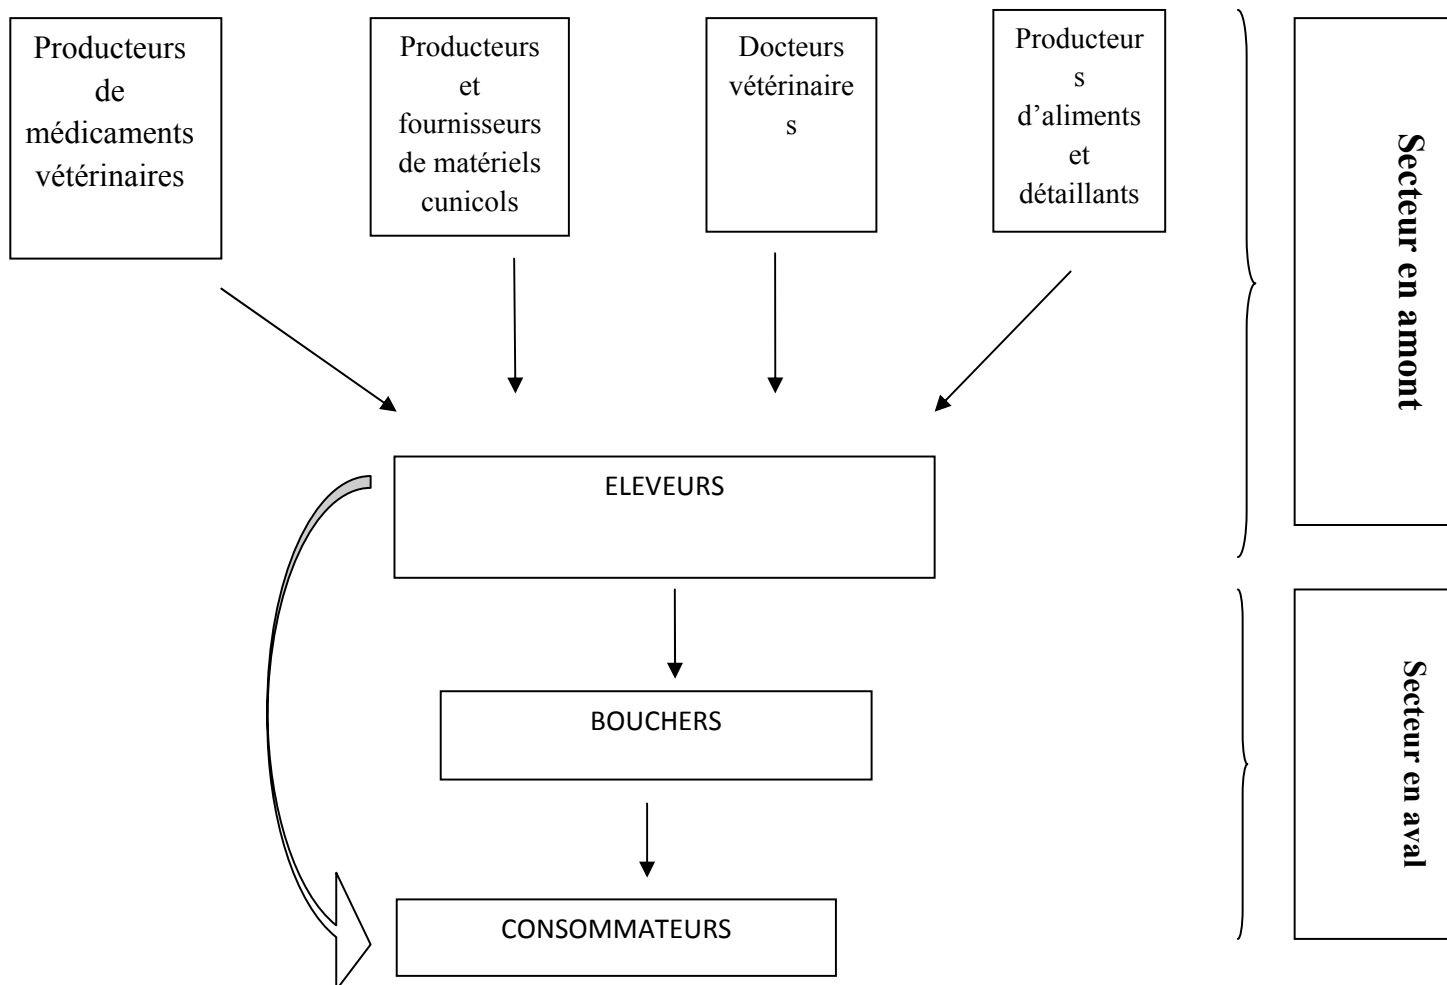 Producteurs
de
médicaments
vétérinaires
Producteurs
et
fournisseurs
de matériels
cunicols
Docteurs
vétérinaire
s
Producteur
s
d’aliments
et
détaillants
Secteur en amont
ELEVEURS
BOUCHERS
Secteur en aval
CONSOMMATEURS